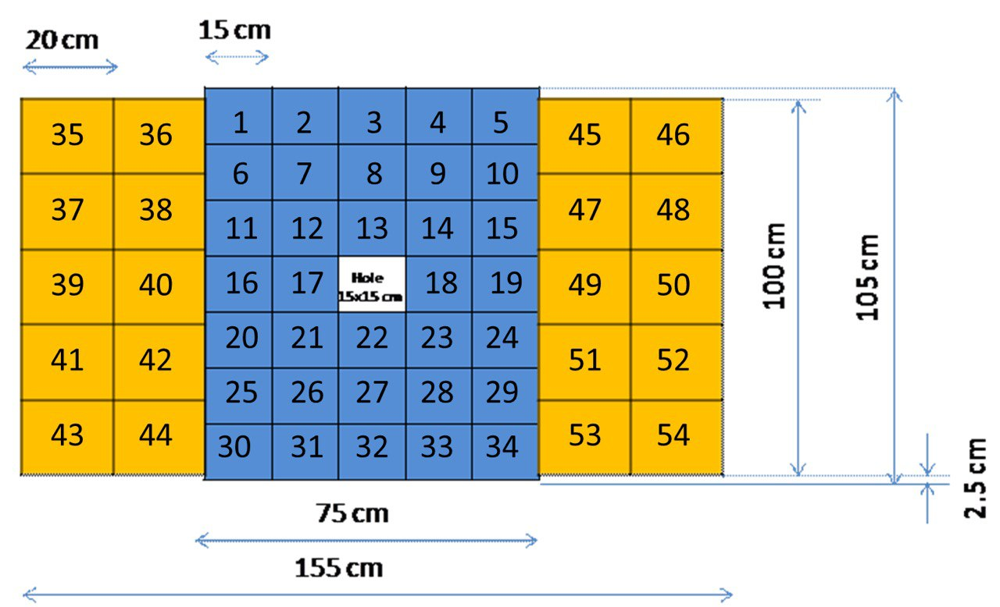 20 cm
15 cm
35 36 1 2 3 4 5 45 46
6 7 8 9 10
37 38 11 12 13 14 15 47 48
39 40 16 17 Hole 18 19 49 50
15x15 cm
20 21 22 23 24
41 42 25 26 27 28 29 51 52
43 44 30 31 32 33 34 53 54
100 cm
105 cm
2.5 cm
75 cm
155 cm